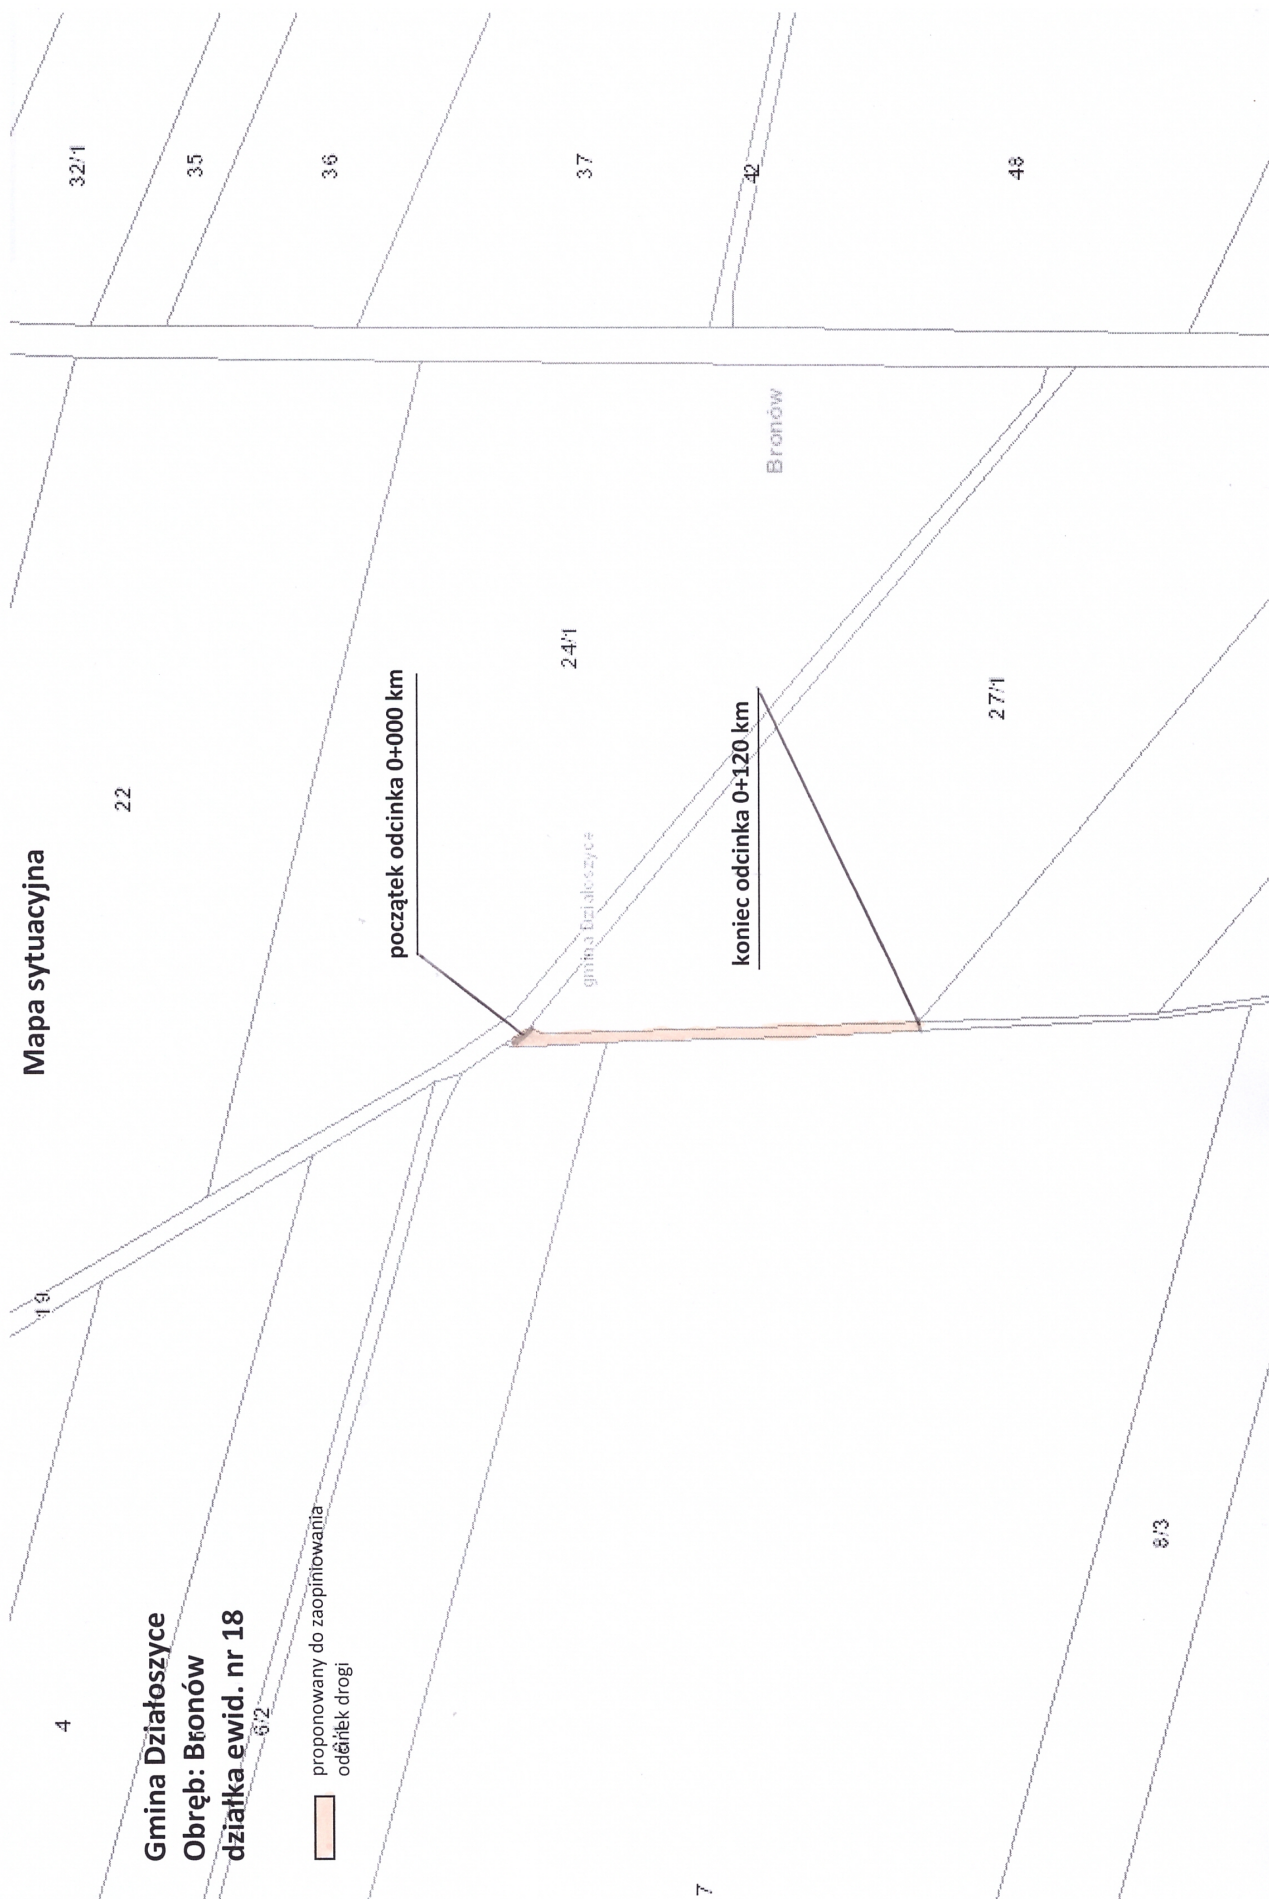 Mapa sytuacyjna
Gmina Działoszyce
Obręb: Bronów
działka ewid. nr 18
proponowany do zaopiniowania
odcinek drogi
początek odcinka 0+000 km
koniec odcinka 0+120 km
gmina Działoszyce
Bronów
4
19
22
32/1
35
36
37
42
48
24/1
27/1
6/2
7
8/3